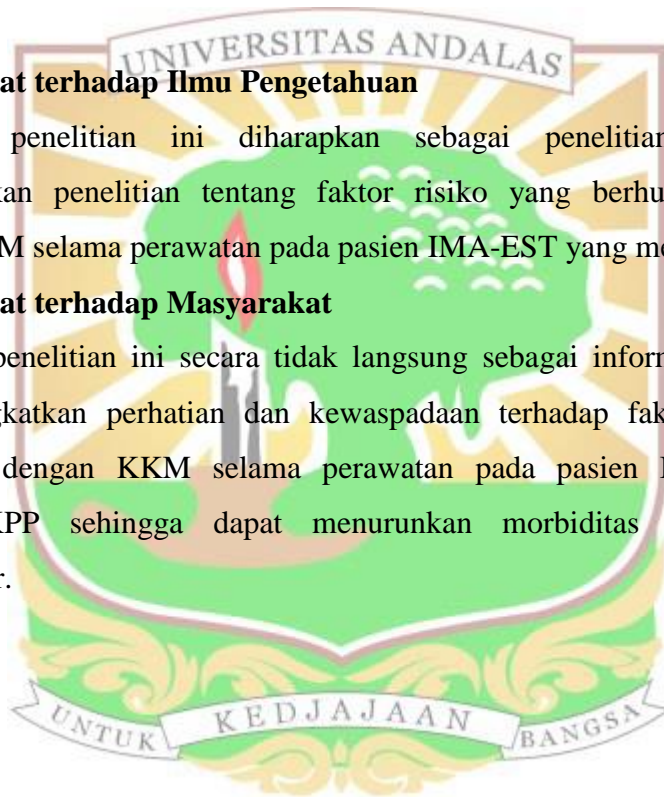 UNIVERSITAS ANDALAS
at terhadap Ilmu Pengetahuan
penelitian ini diharapkan sebagai penelitian
kan penelitian tentang faktor risiko yang berhu
M selama perawatan pada pasien IMA-EST yang me
at terhadap Masyarakat
penelitian ini secara tidak langsung sebagai infor
gkatkan perhatian dan kewaspadaan terhadap fak
dengan KKM selama perawatan pada pasien I
KPP sehingga dapat menurunkan morbiditas
r.
UNTUK KEDJAJAAN BANGSA